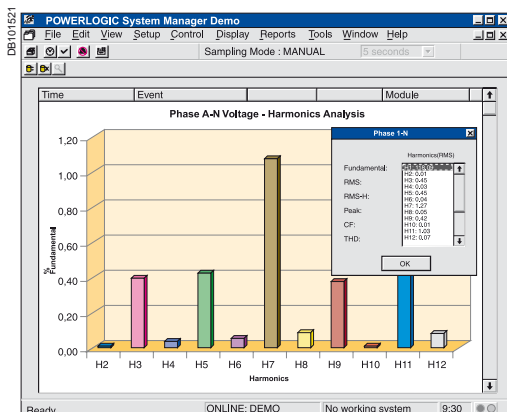 DB101521
POWERLOGIC System Manager Demo
File Edit View Setup Control Display Reports Tools Window Help
Sampling Mode : MANUAL 5 seconds
Time Event Module
Phase A-N Voltage - Harmonics Analysis
Phase 1-N
Harmonics(RMS)
Fundamental:
RMS:
RMS-H:
Peak:
CF:
THD:
H2: 0.01
H3: 0.45
H4: 0.03
H5: 0.45
H6: 0.04
H7: 1.27
H8: 0.05
H9: 0.42
H10: 0.01
H11: 1.03
H12: 0.07
OK
1,20
1,00
0,80
0,60
0,40
0,20
0,00
% Fundamental
H2 H3 H4 H5 H6 H7 H8 H9 H10 H11 H12
Harmonics
Ready ONLINE: DEMO No working system 9:30